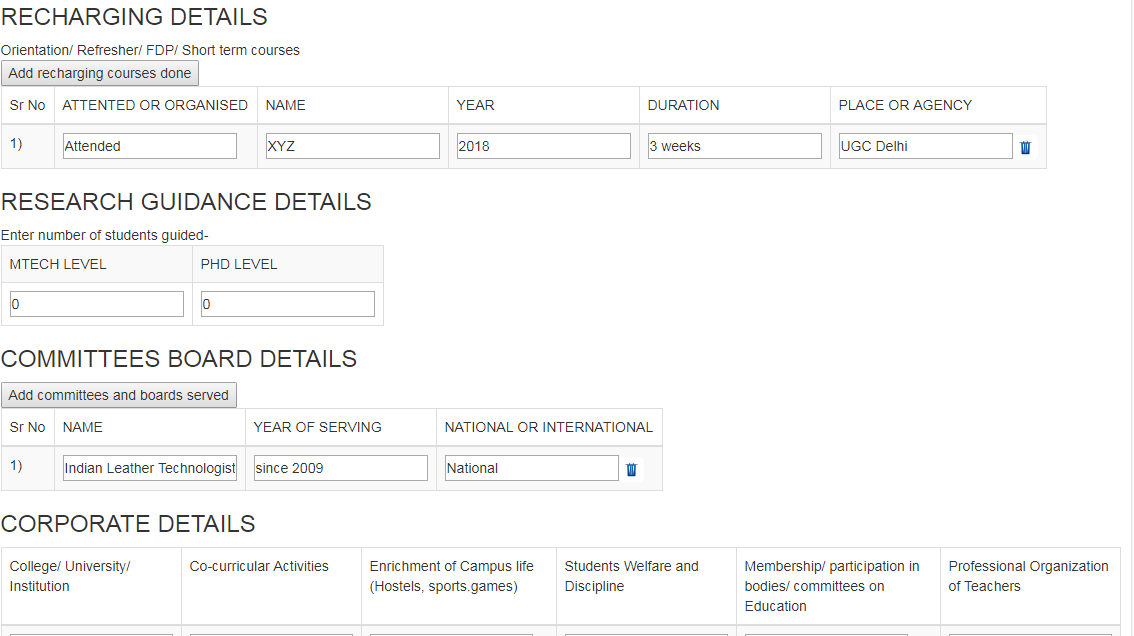 RECHARGING DETAILS
Orientation/ Refresher/ FDP/ Short term courses
Add recharging courses done
Sr No ATTENTED OR ORGANISED NAME YEAR DURATION PLACE OR AGENCY
1) Attended XYZ 2018 3 weeks UGC Delhi
RESEARCH GUIDANCE DETAILS
Enter number of students guided-
MTECH LEVEL PHD LEVEL
0 0
COMMITTEES BOARD DETAILS
Add committees and boards served
Sr No NAME YEAR OF SERVING NATIONAL OR INTERNATIONAL
1) Indian Leather Technologist since 2009 National
CORPORATE DETAILS
College/ University/ Co-curricular Activities Enrichment of Campus life Students Welfare and Membership/ participation in Professional Organization
Institution (Hostels, sports.games) Discipline bodies/ committees on of Teachers
Education